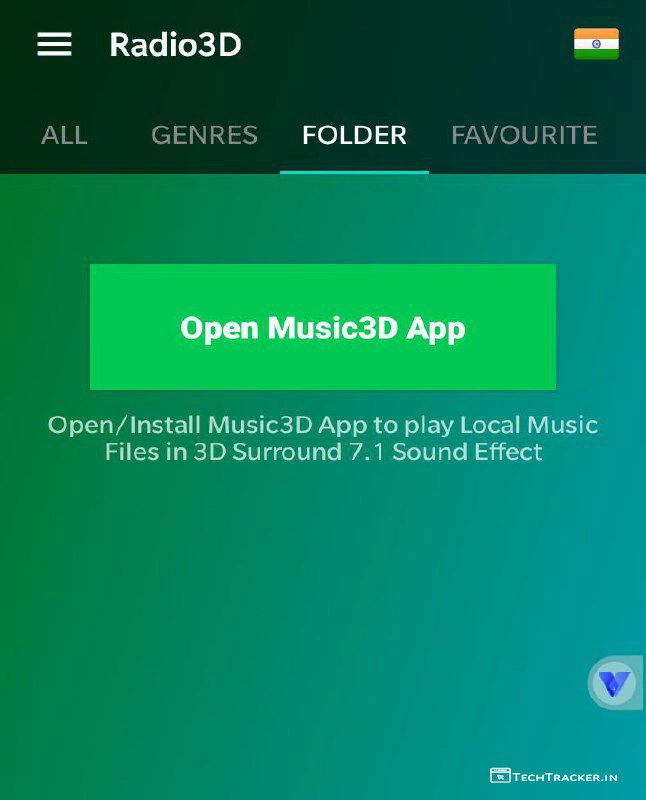 Radio3D
ALL GENRES FOLDER FAVOURITE
Open Music3D App
Open/Install Music3D App to play Local Music
Files in 3D Surround 7.1 Sound Effect
TECHTRACKER.IN